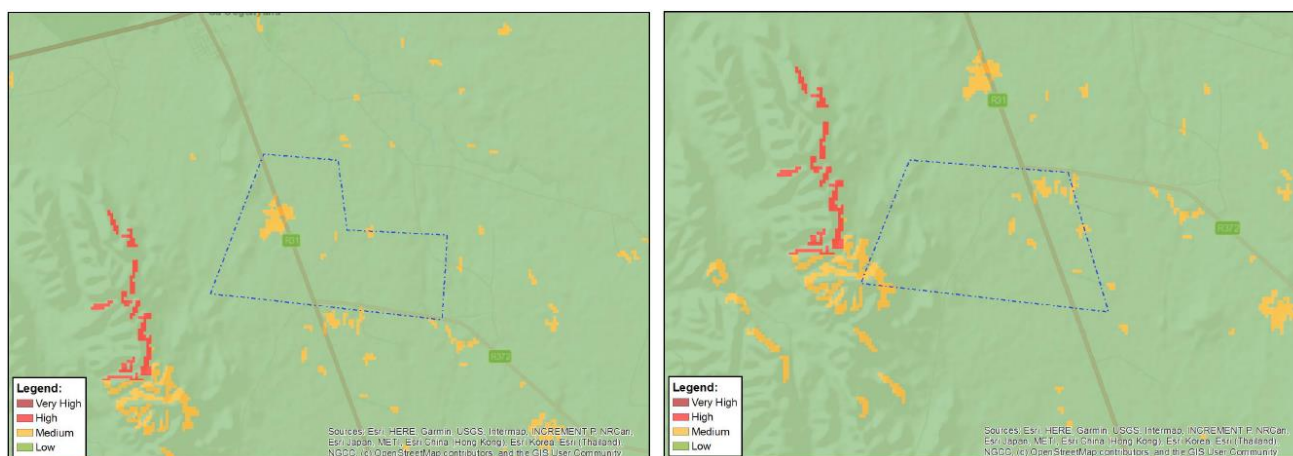 R31
Legend:
Very High
High
Medium
Low
Sources: Esri, HERE, Garmin, USGS, Intermap, INCREMENT P, NRCan,
Esri Japan, METI, Esri China (Hong Kong), Esri Korea, Esri (Thailand),
NGCC, (c) OpenStreetMap contributors, and the GIS User Community
R372
R31
R372
Legend:
Very High
High
Medium
Low
Sources: Esri, HERE, Garmin, USGS, Intermap, INCREMENT P, NRCan,
Esri Japan, METI, Esri China (Hong Kong), Esri Korea, Esri (Thailand),
NGCC, (c) OpenStreetMap contributors, and the GIS User Community